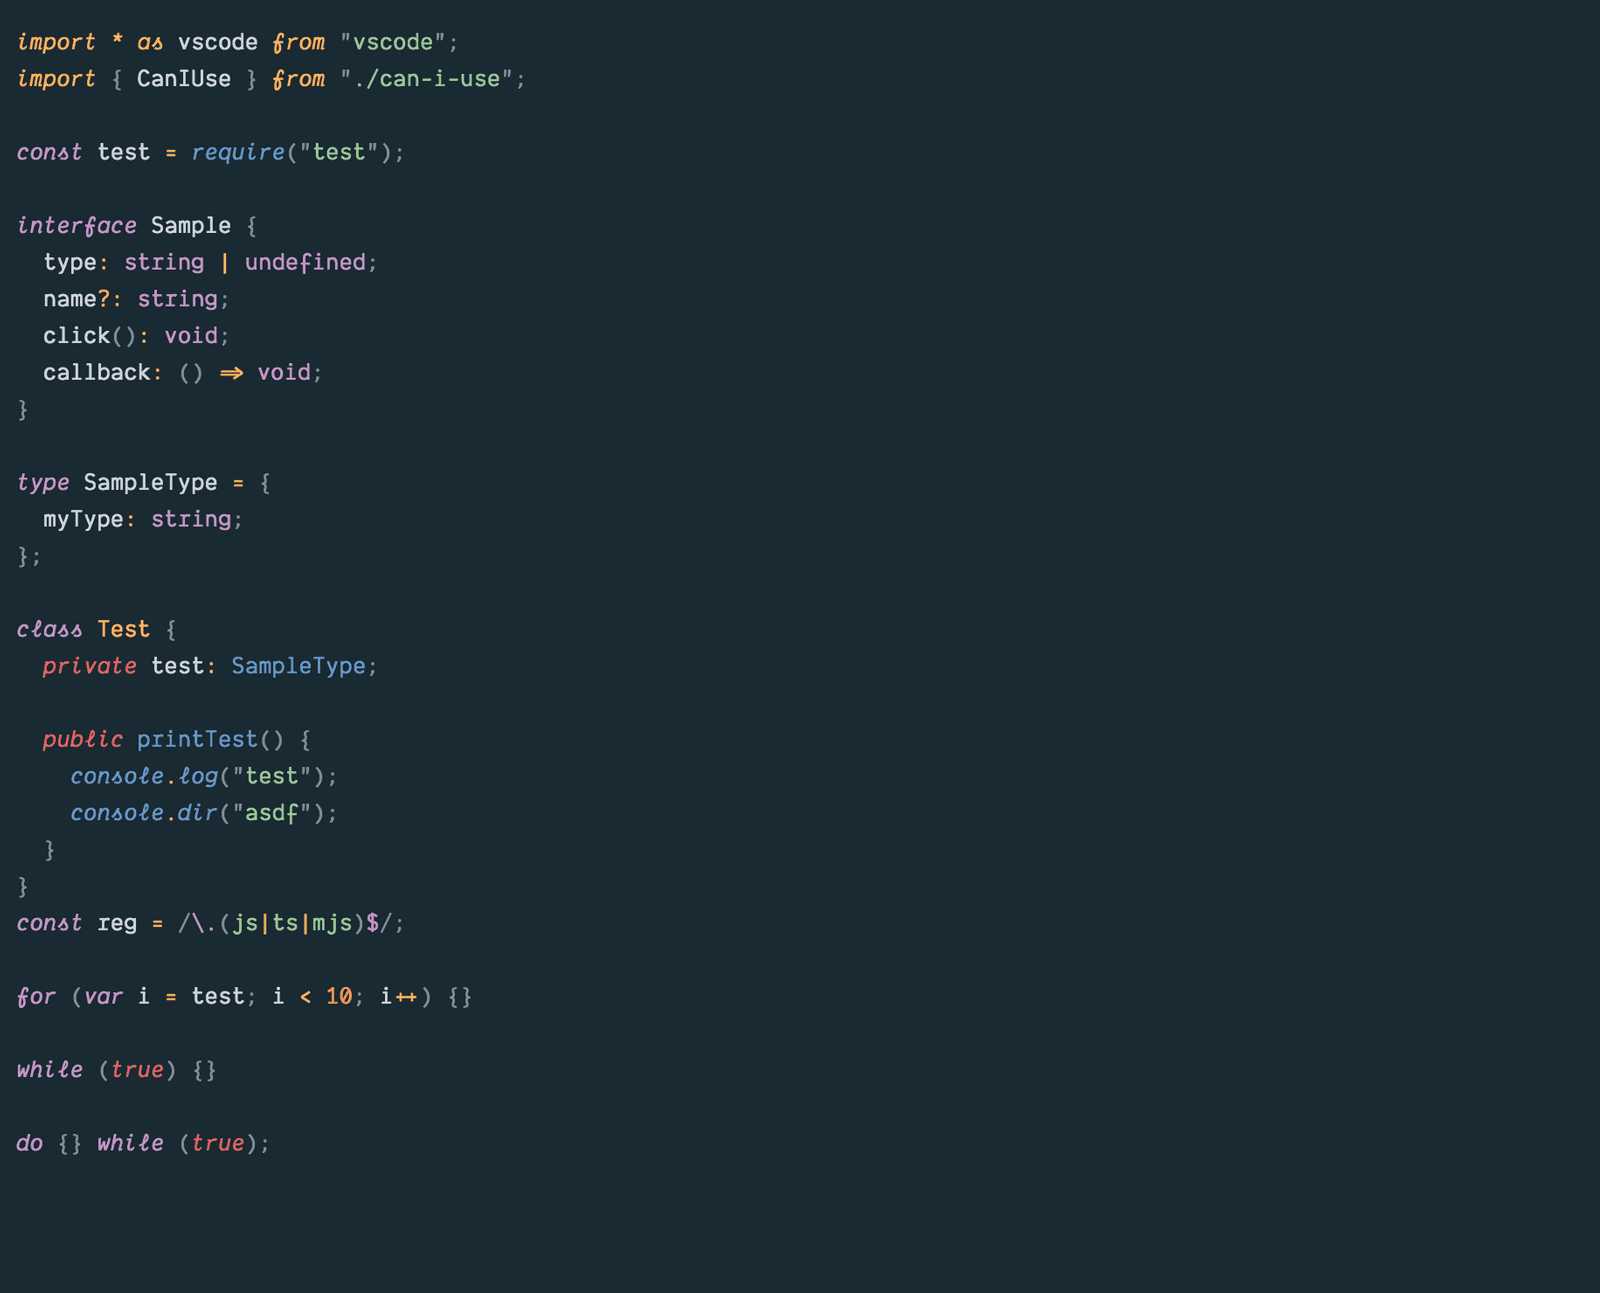 import * as vscode from "vscode";
import { CanIUse } from "./can-i-use";
const test = require("test");
interface Sample {
  type: string | undefined;
  name?: string;
  click(): void;
  callback: () => void;
}
type SampleType = {
  myType: string;
};
class Test {
  private test: SampleType;
  public printTest() {
    console.log("test");
    console.dir("asdf");
  }
}
const reg = /\.(js|ts|mjs)$/;
for (var i = test; i < 10; i++) {}
while (true) {}
do {} while (true);